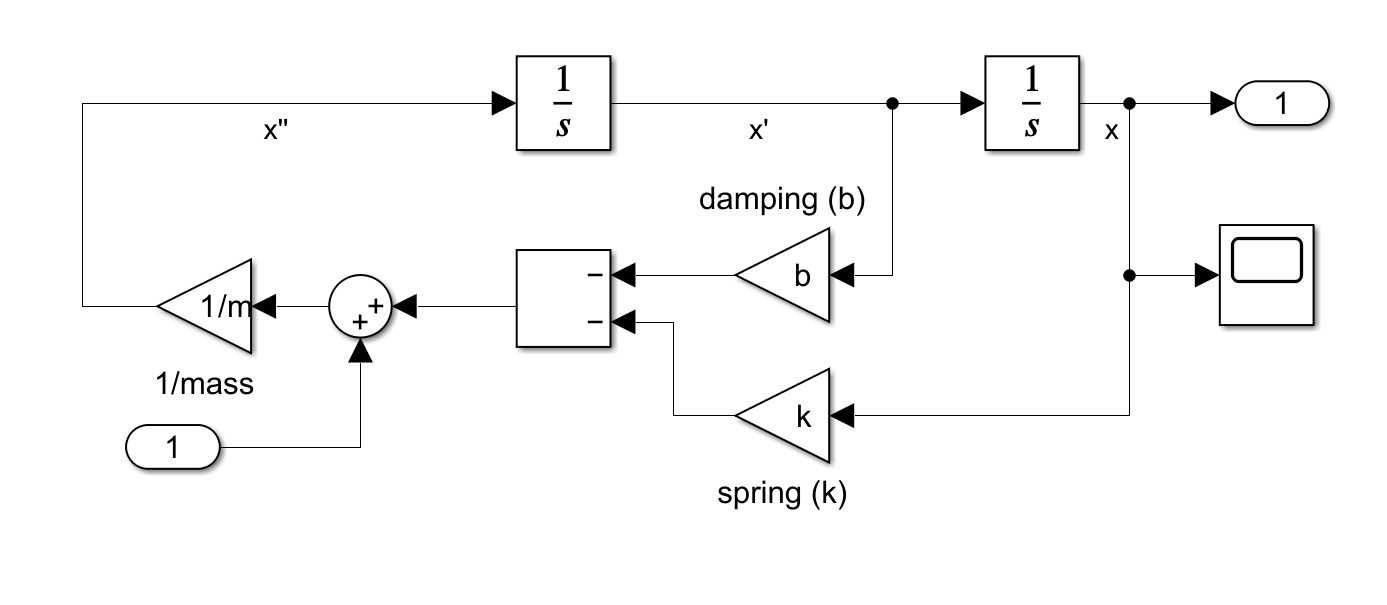 1
s
1
s
1
x"
x'
x
damping (b)
−
b
1/m
+
+
−
1/mass
k
1
spring (k)